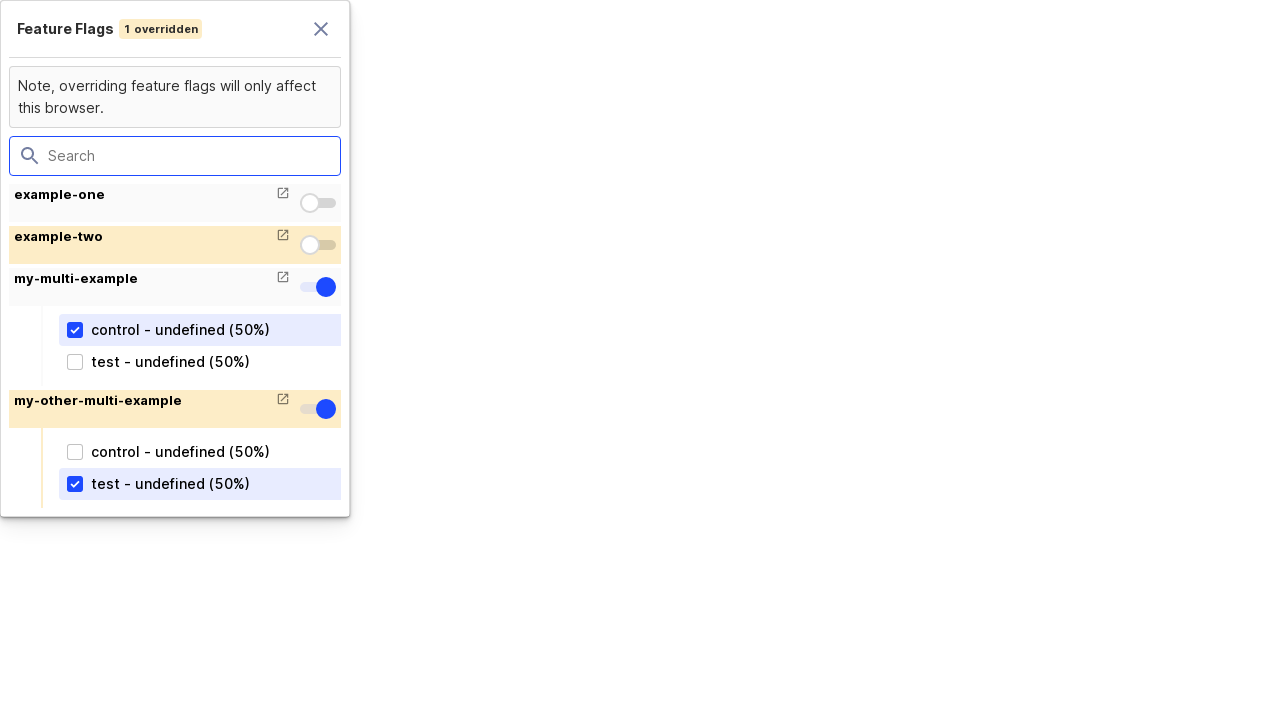 Feature Flags 1 overridden
Note, overriding feature flags will only affect
this browser.
Search
example-one
example-two
my-multi-example
control - undefined (50%)
test - undefined (50%)
my-other-multi-example
control - undefined (50%)
test - undefined (50%)